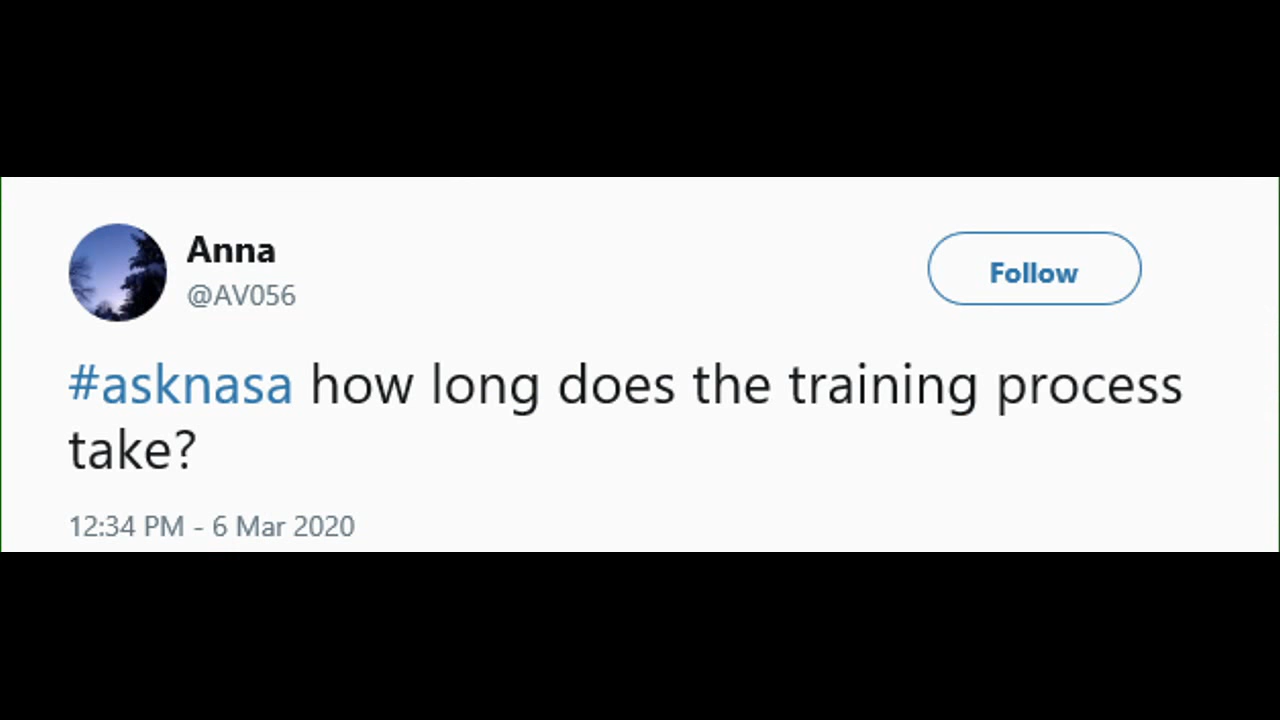 Anna
@AV056
Follow
#asknasa how long does the training process
take?
12:34 PM - 6 Mar 2020